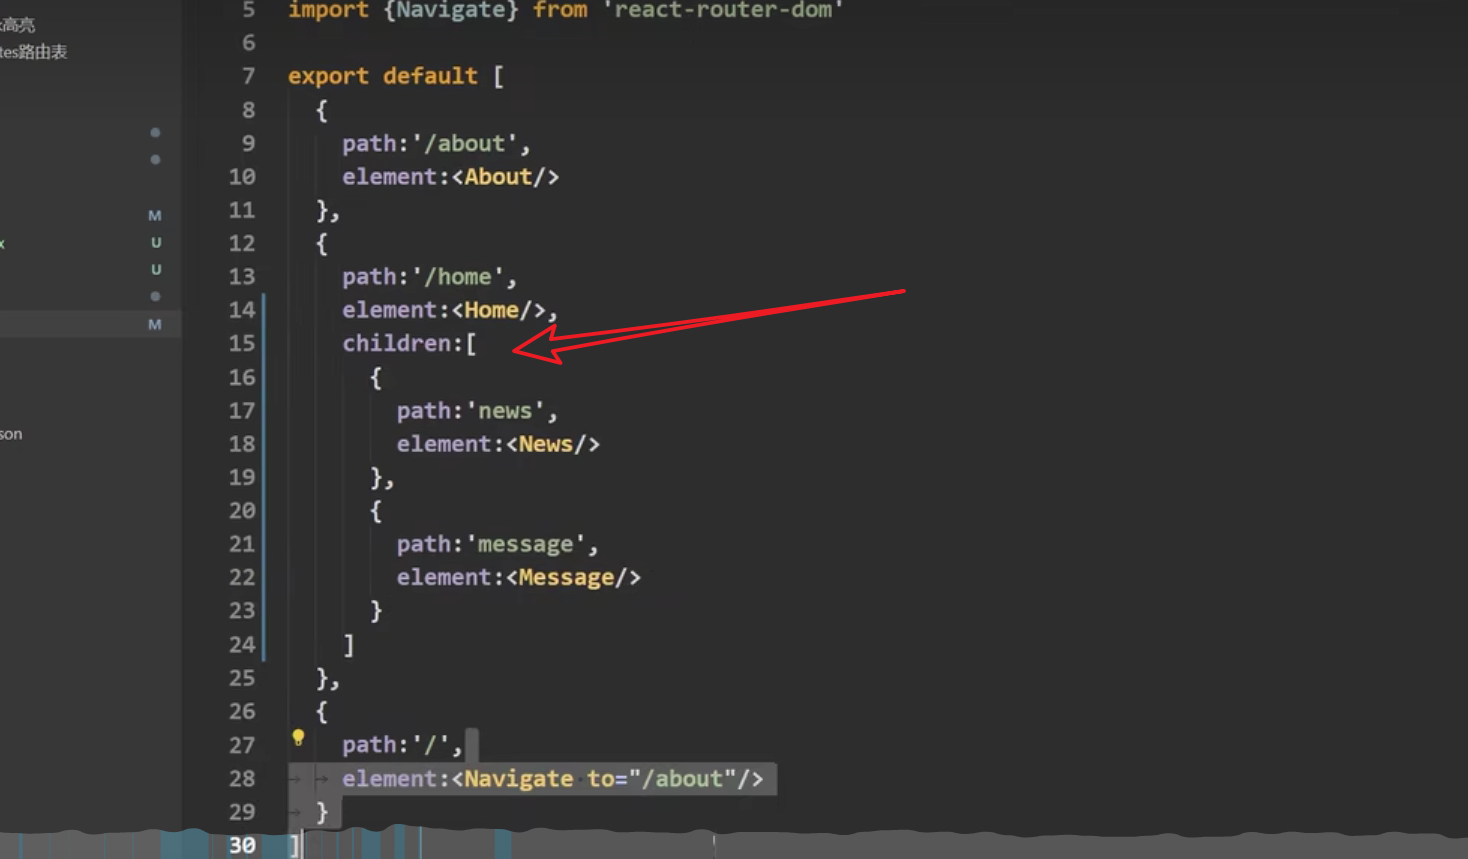 高亮
tes路由表
M
U
U
M
son
5 import {Navigate} from 'react-router-dom'
6
7 export default [
8 {
9 path:'/about',
10 element:<About/>
11 },
12 {
13 path:'/home',
14 element:<Home/>,
15 children:[
16 {
17 path:'news',
18 element:<News/>
19 },
20 {
21 path:'message',
22 element:<Message/>
23 }
24 ]
25 },
26 {
27 path:'/',
28 element:<Navigate to="/about"/>
29 }
30 ]